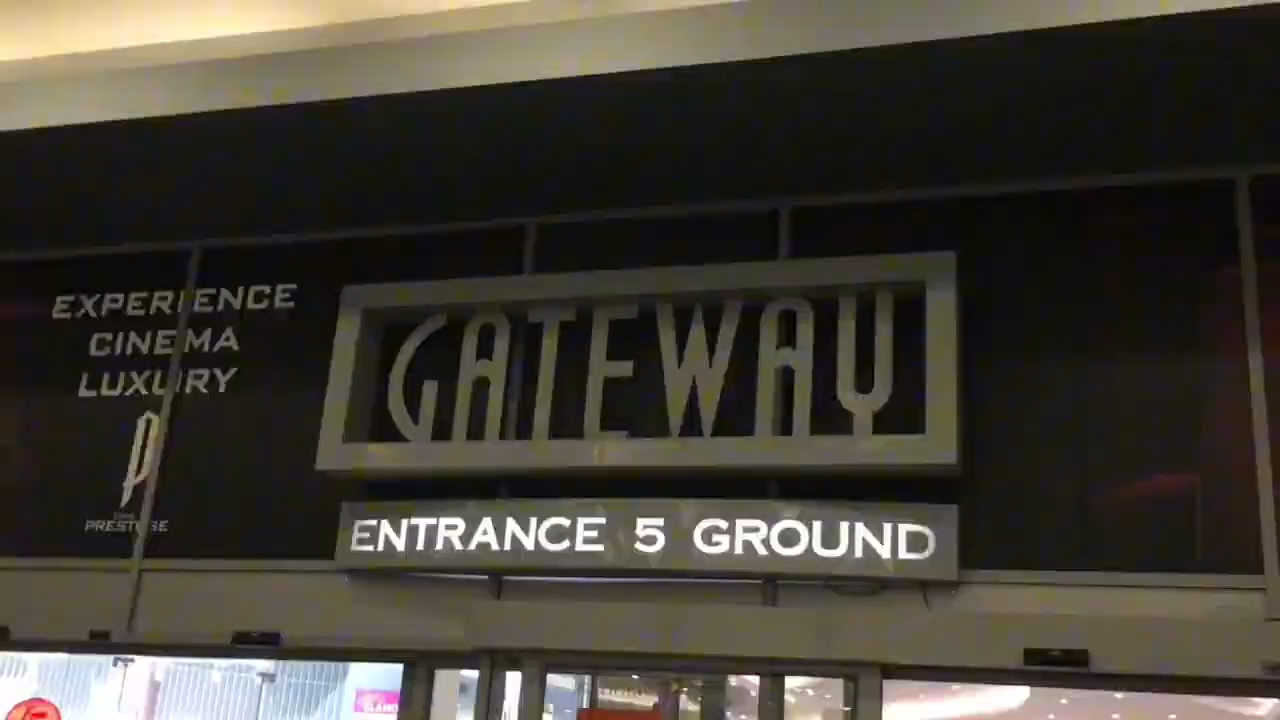 EXPERIENCE
CINEMA
LUXURY
PRESTIGE
GATEWAY
ENTRANCE 5 GROUND